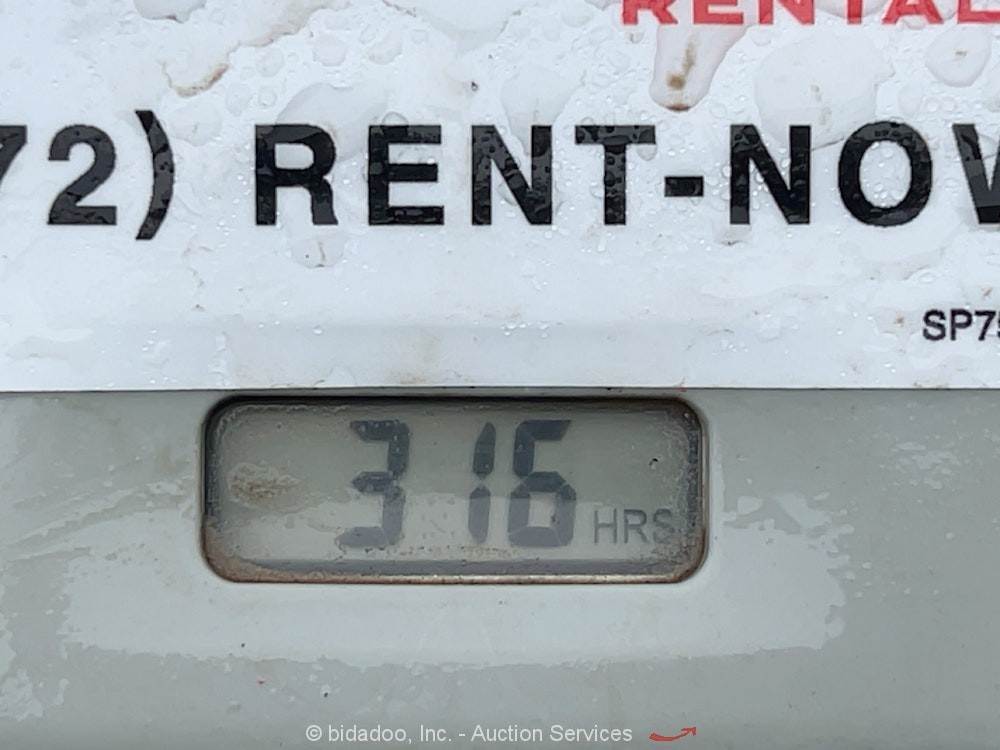 RENTAL
72) RENT-NOW
SP75
316 HRS
© bidadoo, Inc. - Auction Services